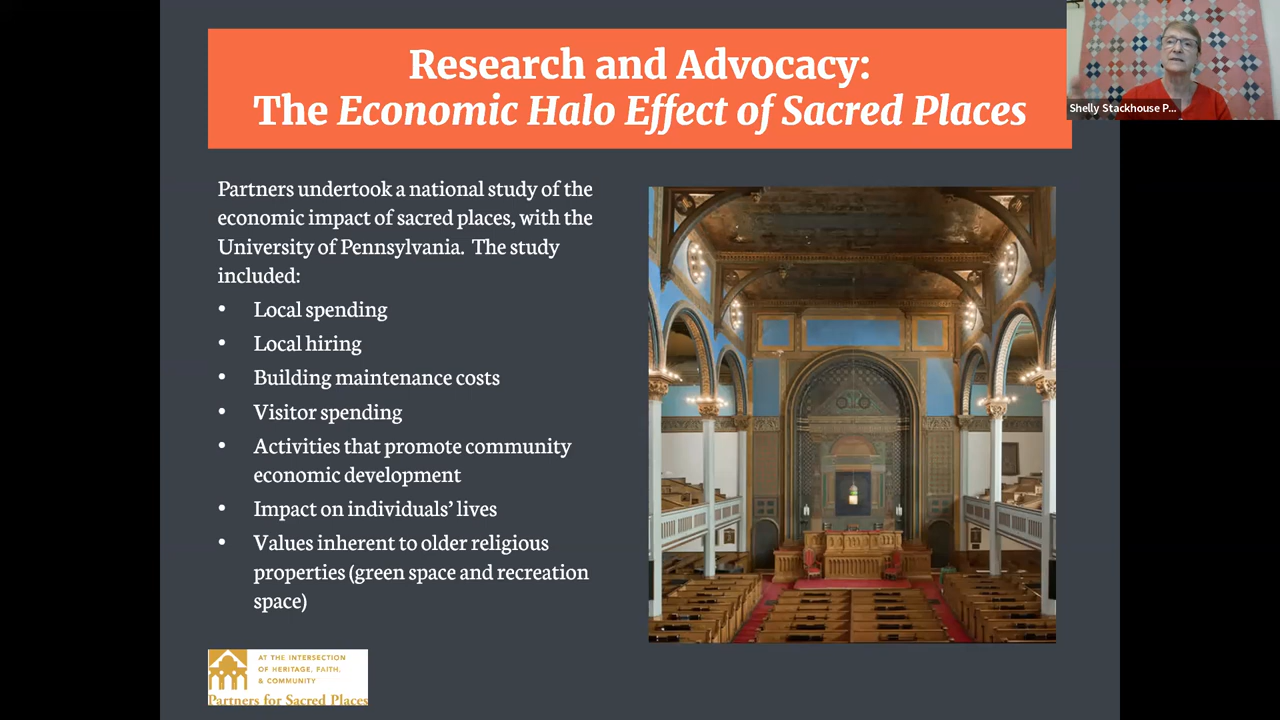 Research and Advocacy:
The Economic Halo Effect of Sacred Places
Shelly Stackhouse P...
Partners undertook a national study of the
economic impact of sacred places, with the
University of Pennsylvania.  The study
included:
• Local spending
• Local hiring
• Building maintenance costs
• Visitor spending
• Activities that promote community
economic development
• Impact on individuals’ lives
• Values inherent to older religious
properties (green space and recreation
space)
AT THE INTERSECTION
OF HERITAGE, FAITH,
& COMMUNITY
Partners for Sacred Places